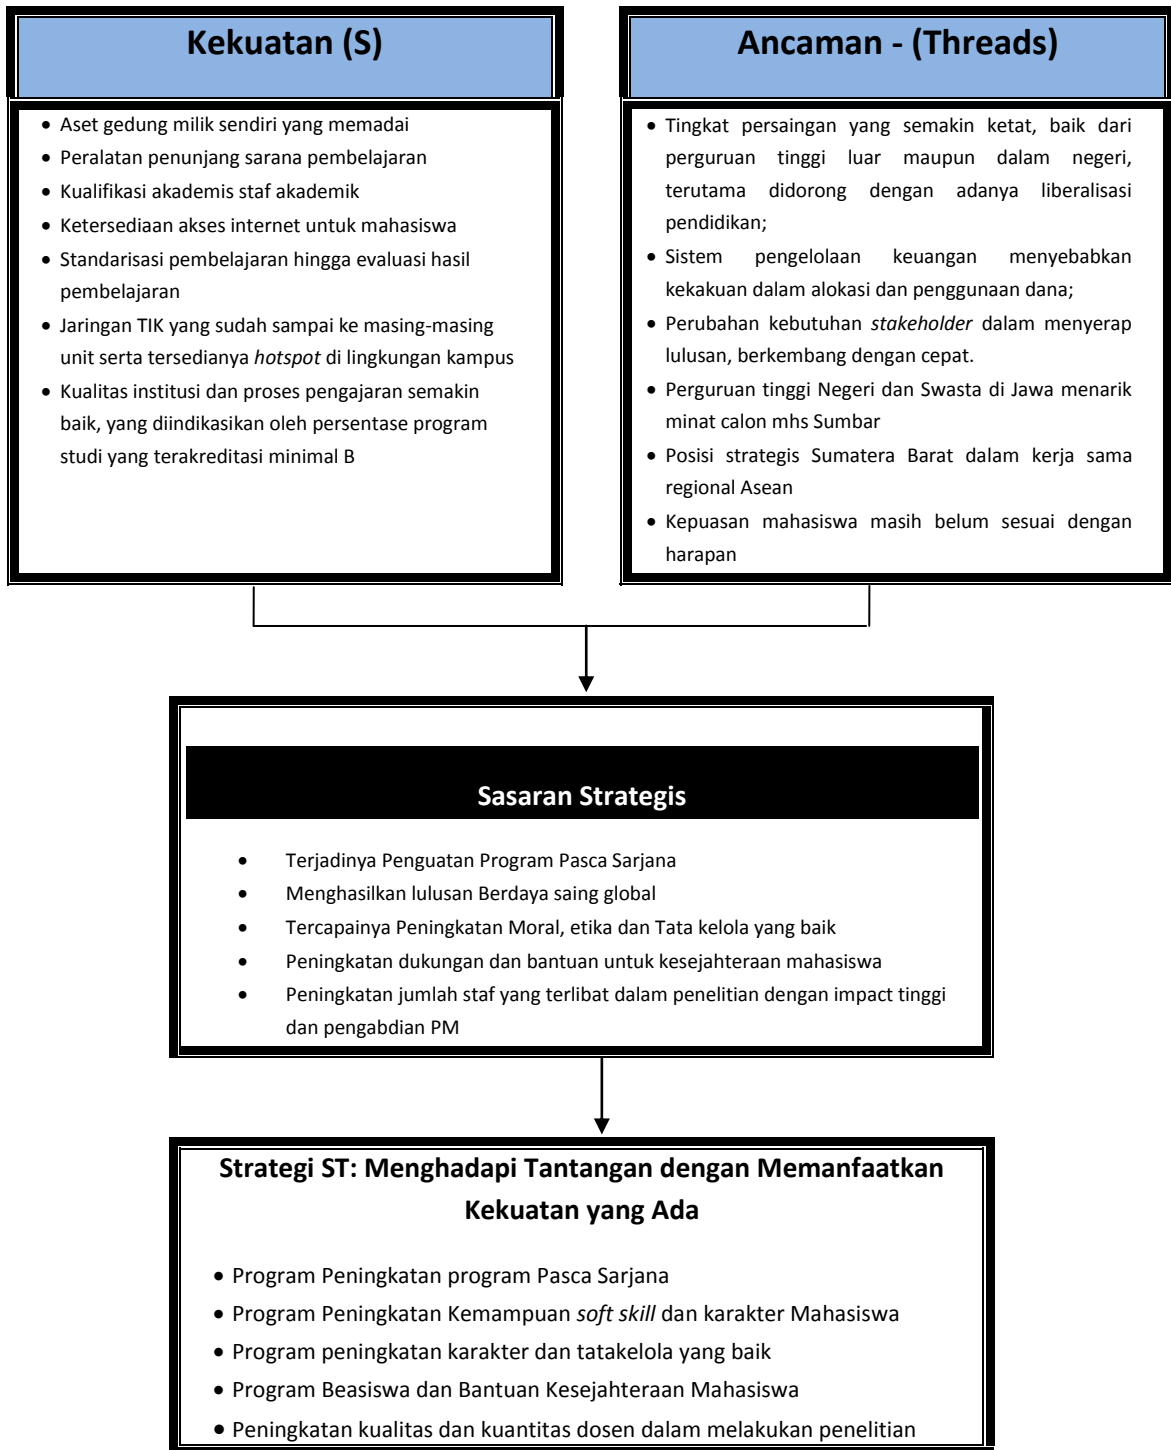 Kekuatan (S)
• Aset gedung milik sendiri yang memadai
• Peralatan penunjang sarana pembelajaran
• Kualifikasi akademis staf akademik
• Ketersediaan akses internet untuk mahasiswa
• Standarisasi pembelajaran hingga evaluasi hasil
pembelajaran
• Jaringan TIK yang sudah sampai ke masing-masing
unit serta tersedianya hotspot di lingkungan kampus
• Kualitas institusi dan proses pengajaran semakin
baik, yang diindikasikan oleh persentase program
studi yang terakreditasi minimal B
Ancaman - (Threads)
• Tingkat persaingan yang semakin ketat, baik dari
perguruan tinggi luar maupun dalam negeri,
terutama didorong dengan adanya liberalisasi
pendidikan;
• Sistem pengelolaan keuangan menyebabkan
kekakuan dalam alokasi dan penggunaan dana;
• Perubahan kebutuhan stakeholder dalam menyerap
lulusan, berkembang dengan cepat.
• Perguruan tinggi Negeri dan Swasta di Jawa menarik
minat calon mhs Sumbar
• Posisi strategis Sumatera Barat dalam kerja sama
regional Asean
• Kepuasan mahasiswa masih belum sesuai dengan
harapan
Sasaran Strategis
• Terjadinya Penguatan Program Pasca Sarjana
• Menghasilkan lulusan Berdaya saing global
• Tercapainya Peningkatan Moral, etika dan Tata kelola yang baik
• Peningkatan dukungan dan bantuan untuk kesejahteraan mahasiswa
• Peningkatan jumlah staf yang terlibat dalam penelitian dengan impact tinggi
dan pengabdian PM
Strategi ST: Menghadapi Tantangan dengan Memanfaatkan
Kekuatan yang Ada
• Program Peningkatan program Pasca Sarjana
• Program Peningkatan Kemampuan soft skill dan karakter Mahasiswa
• Program peningkatan karakter dan tatakelola yang baik
• Program Beasiswa dan Bantuan Kesejahteraan Mahasiswa
• Peningkatan kualitas dan kuantitas dosen dalam melakukan penelitian